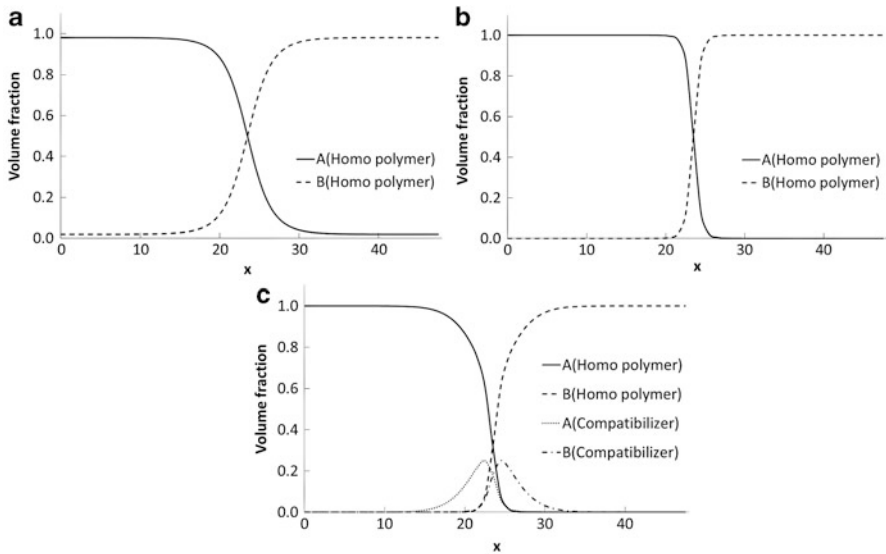 a
Volume fraction
1.0
0.8
0.6
0.4
0.2
0.0
A(Homo polymer)
B(Homo polymer)
0 10 20 30 40
x
b
Volume fraction
1.0
0.8
0.6
0.4
0.2
0.0
A(Homo polymer)
B(Homo polymer)
0 10 20 30 40
x
c
Volume fraction
1.0
0.8
0.6
0.4
0.2
0.0
A(Homo polymer)
B(Homo polymer)
A(Compatibilizer)
B(Compatibilizer)
0 10 20 30 40
x